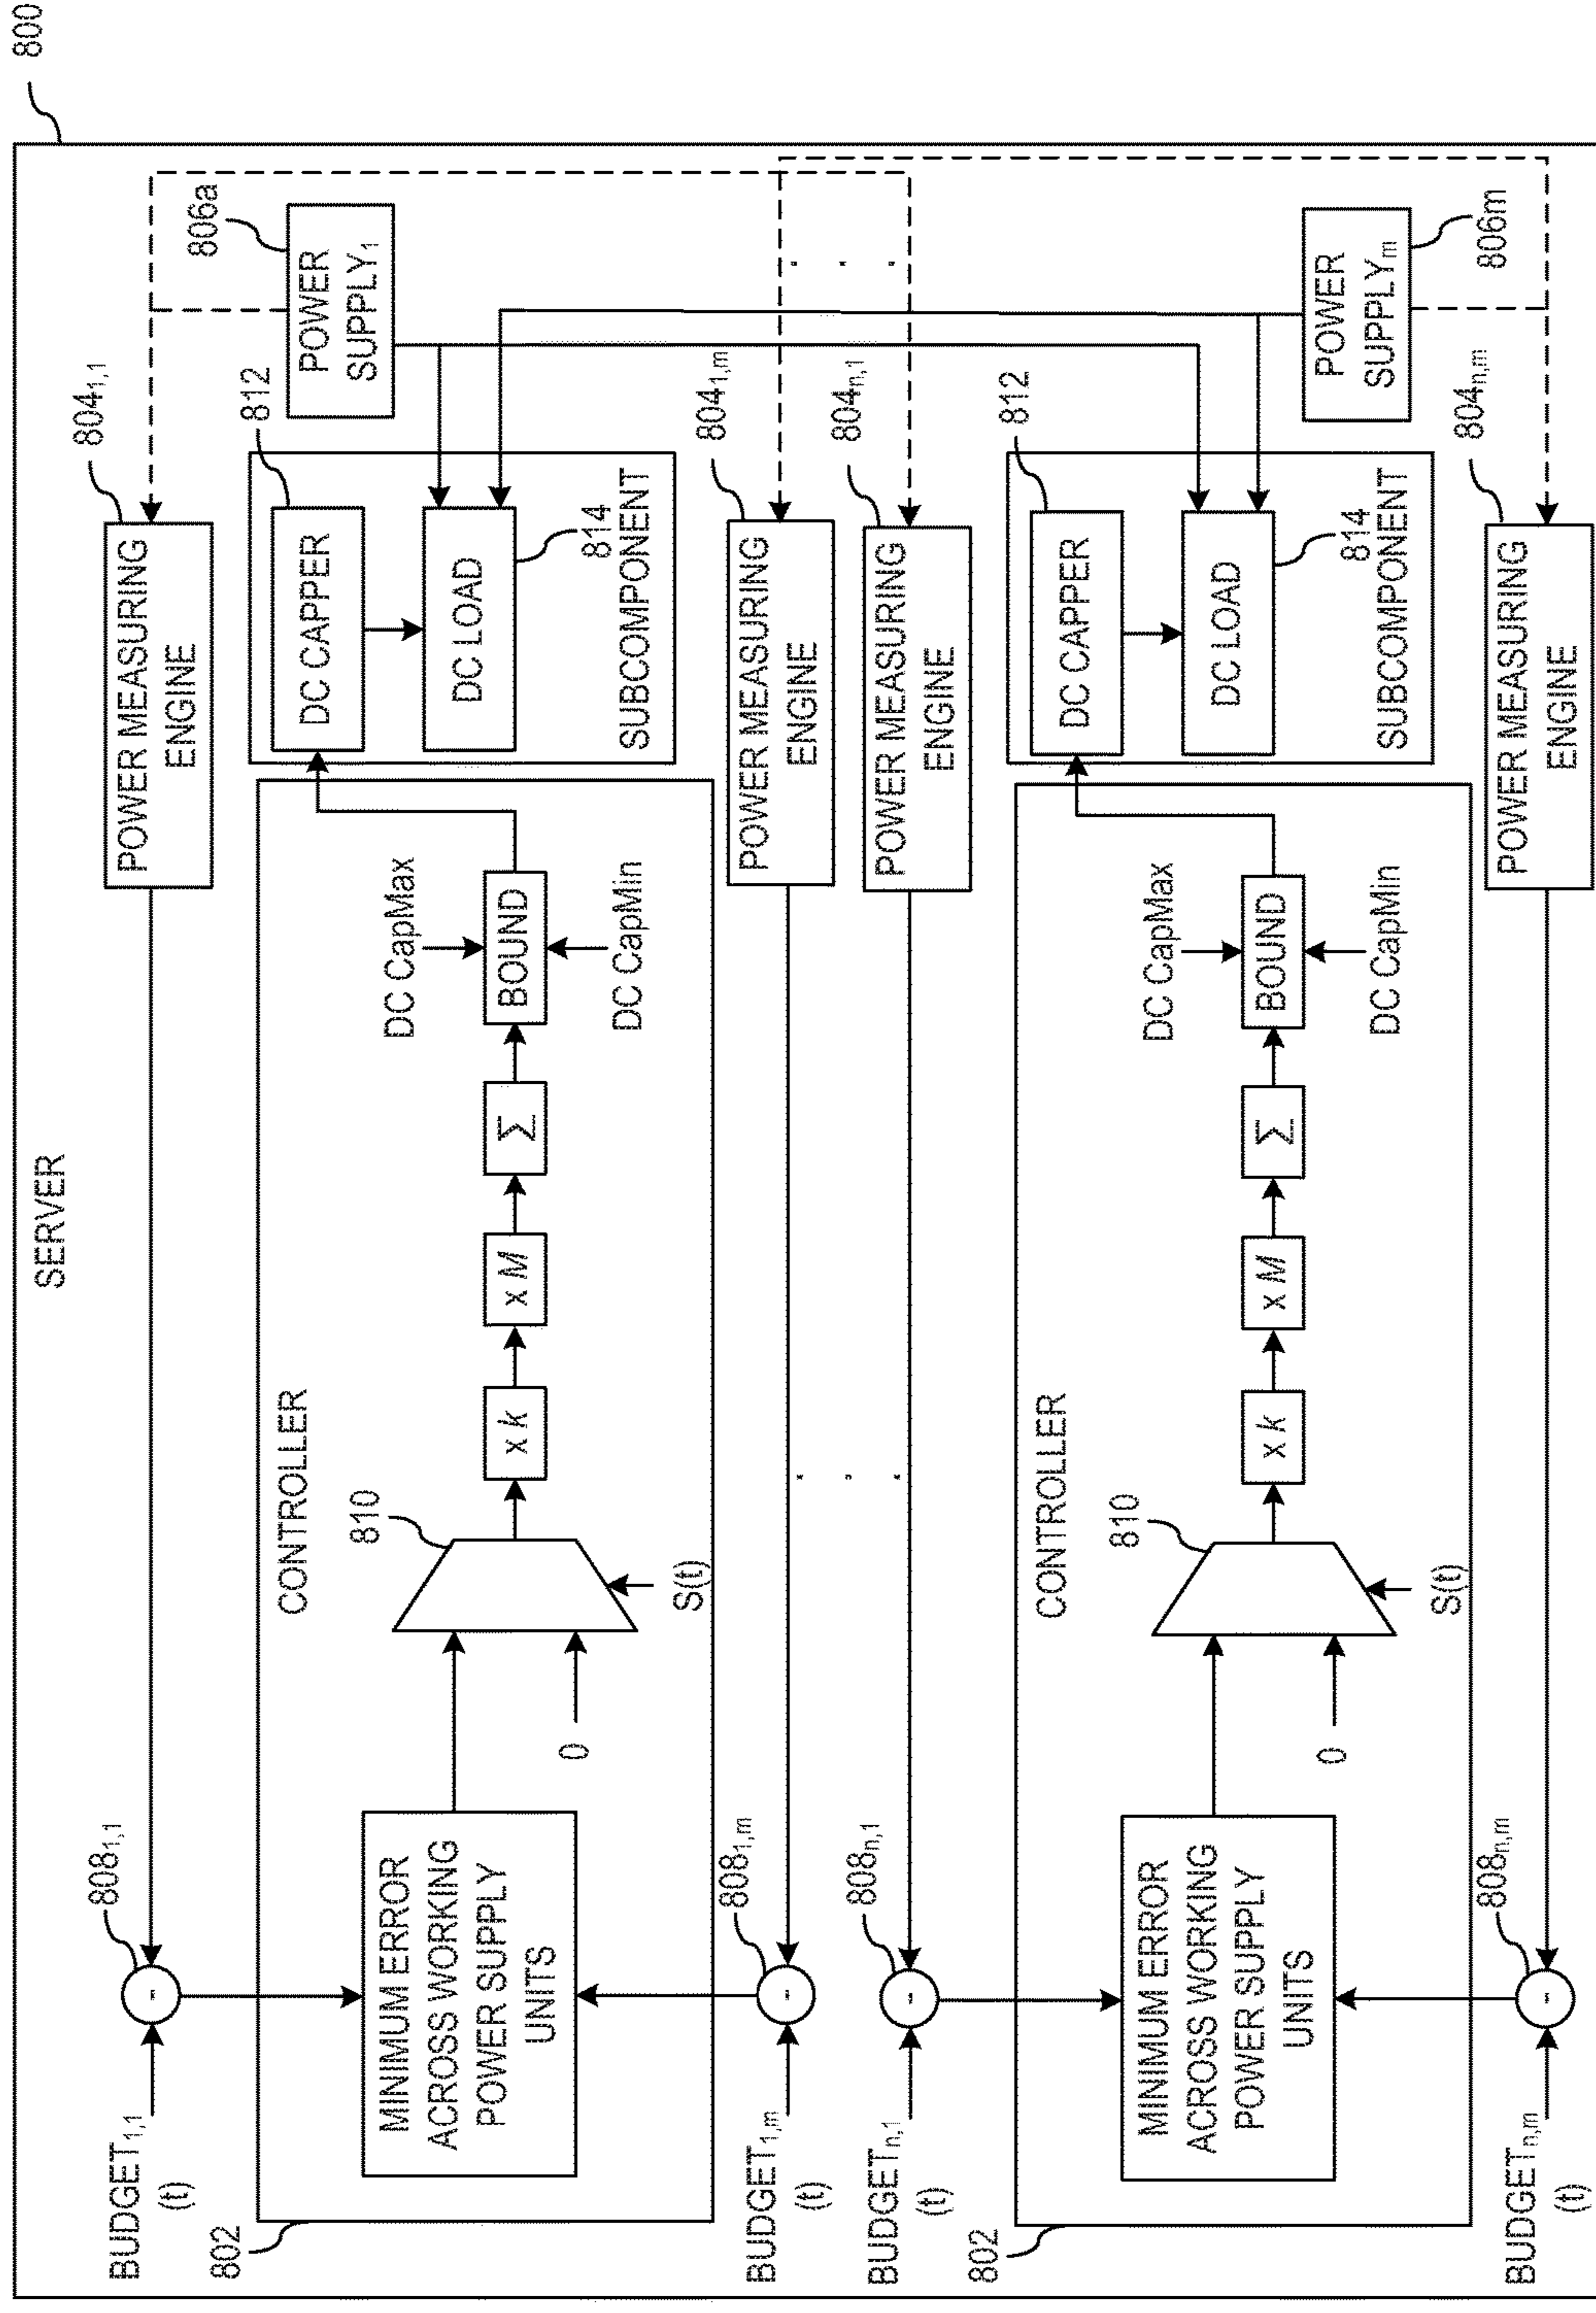 800
SERVER
BUDGET1,1
(t)
8081,1
-
POWER MEASURING
ENGINE
8041,1
806a
POWER
SUPPLY1
802
CONTROLLER
MINIMUM ERROR
ACROSS WORKING
POWER SUPPLY
UNITS
0
810
S(t)
x k
x M
Σ
DC CapMax
BOUND
DC CapMin
812
DC CAPPER
DC LOAD
814
SUBCOMPONENT
BUDGET1,m
(t)
8081,m
-
POWER MEASURING
ENGINE
8041,m
BUDGETn,1
(t)
808n,1
-
POWER MEASURING
ENGINE
804n,1
802
CONTROLLER
MINIMUM ERROR
ACROSS WORKING
POWER SUPPLY
UNITS
0
810
S(t)
x k
x M
Σ
DC CapMax
BOUND
DC CapMin
812
DC CAPPER
DC LOAD
814
SUBCOMPONENT
POWER
SUPPLYm
806m
BUDGETn,m
(t)
808n,m
-
POWER MEASURING
ENGINE
804n,m